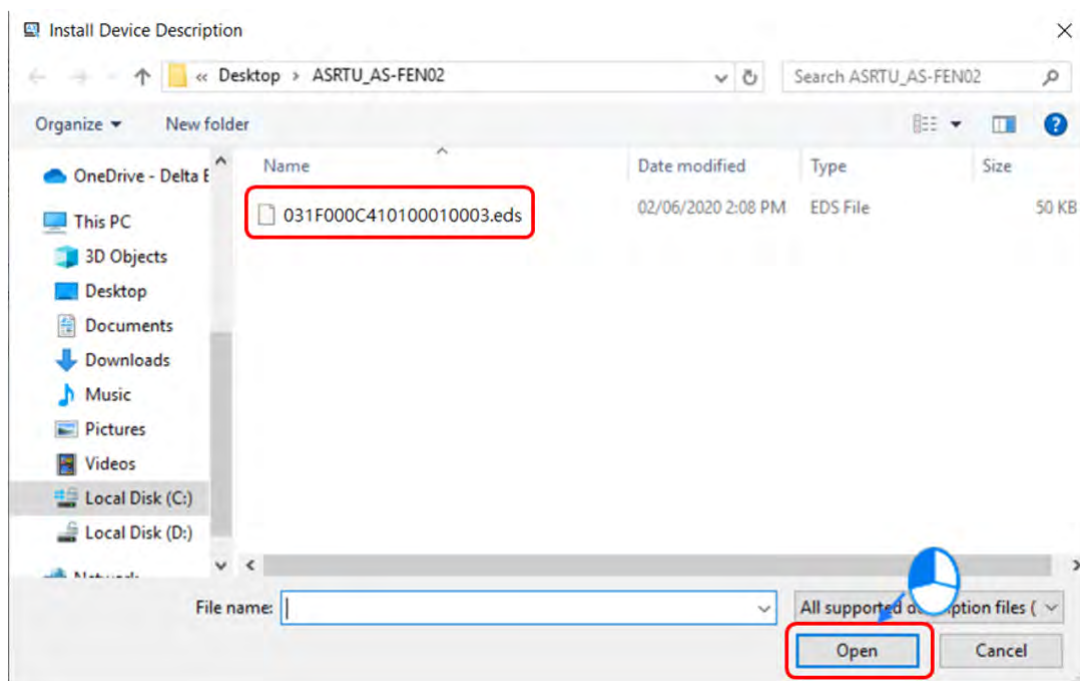 Install Device Description
« Desktop > ASRTU_AS-FEN02
Search ASRTU_AS-FEN02
Organize
New folder
Name
Date modified
Type
Size
031F000C410100010003.eds
02/06/2020 2:08 PM
EDS File
50 KB
OneDrive - Delta E
This PC
3D Objects
Desktop
Documents
Downloads
Music
Pictures
Videos
Local Disk (C:)
Local Disk (D:)
File name:
All supported files (
Open
Cancel